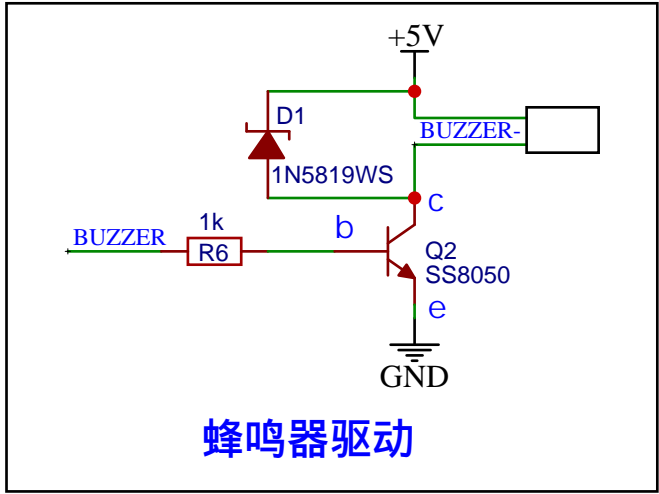 +5V
D1
BUZZER-
1N5819WS
c
1k
b
BUZZER
R6
Q2
SS8050
e
GND
蜂鸣器驱动